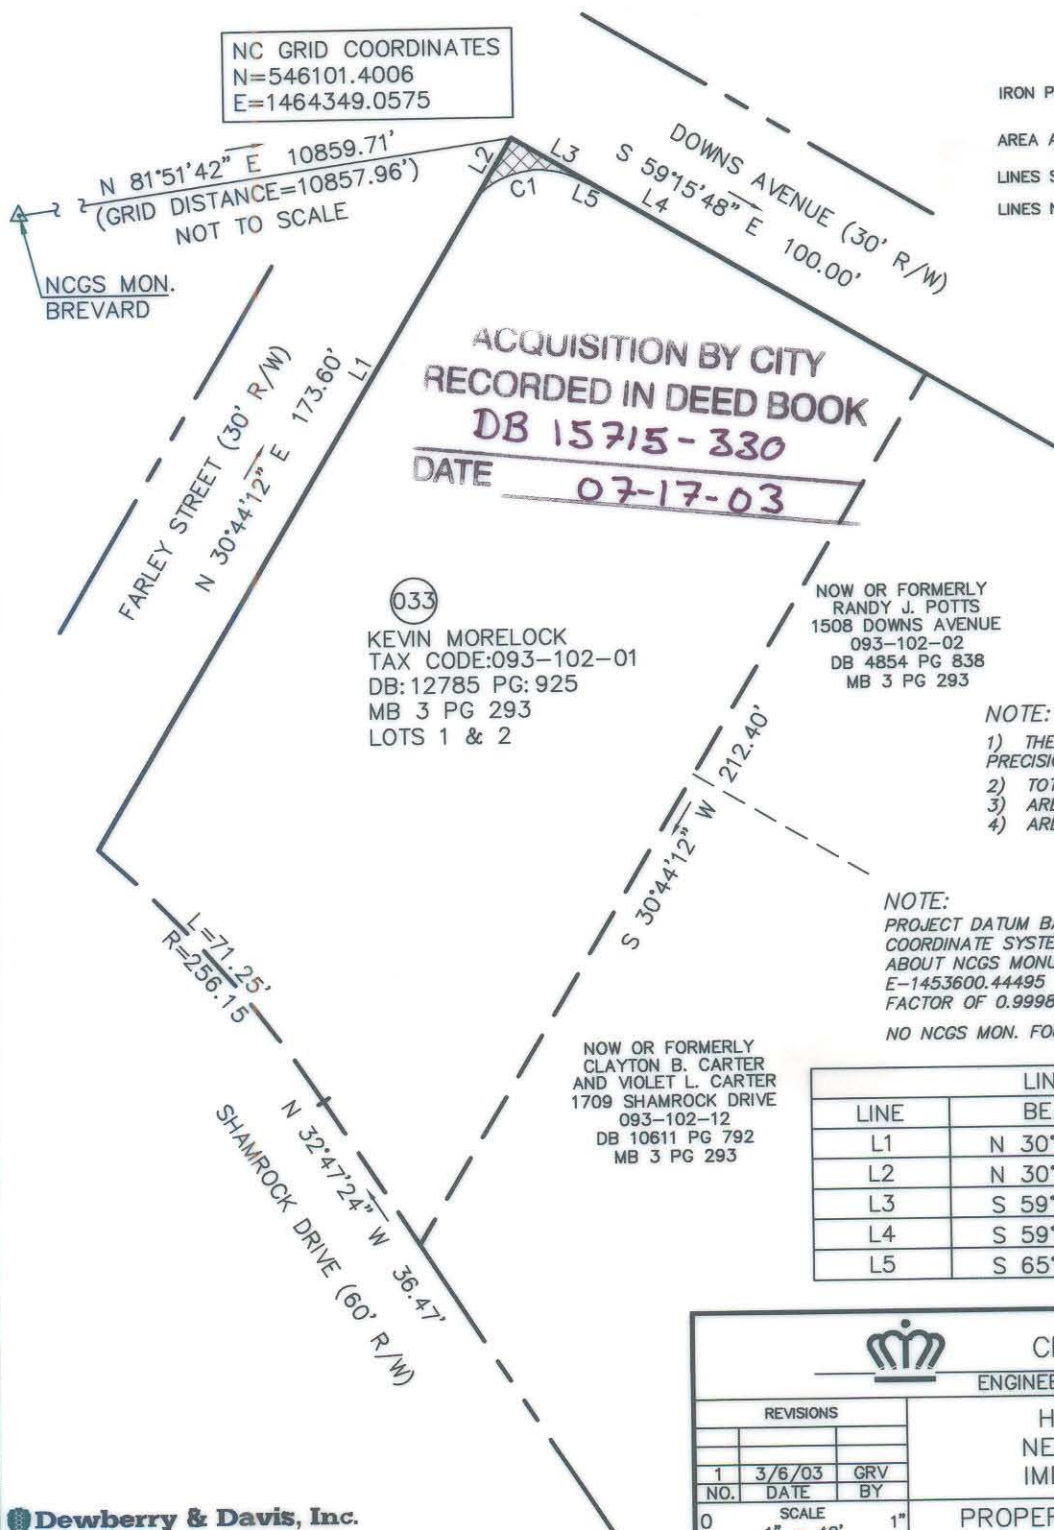 NC GRID COORDINATES
N=546101.4006
E=1464349.0575
N 81°51'42" E 10859.71'
(GRID DISTANCE=10857.96')
NOT TO SCALE
NCGS MON.
BREVARD
L2
L3
C1
L5
L4
DOWNS AVENUE (30' R/W)
S 59°15'48" E 100.00'
IRON P
AREA A
LINES S
LINES N
ACQUISITION BY CITY
RECORDED IN DEED BOOK
DB 15715-330
DATE 07-17-03
FARLEY STREET (30' R/W)
N 30°44'12" E 173.60'
L1
033
KEVIN MORELOCK
TAX CODE:093-102-01
DB:12785 PG:925
MB 3 PG 293
LOTS 1 & 2
NOW OR FORMERLY
RANDY J. POTTS
1508 DOWNS AVENUE
093-102-02
DB 4854 PG 838
MB 3 PG 293
NOTE:
1) THE
PRECISI
2) TOT
3) ARE
4) ARE
S 30°44'12" W 212.40'
NOTE:
PROJECT DATUM BA
COORDINATE SYSTE
ABOUT NCGS MONU
E-1453600.44495
FACTOR OF 0.9998
NO NCGS MON. FO
L=71.25'
R=256.15
NOW OR FORMERLY
CLAYTON B. CARTER
AND VIOLET L. CARTER
1709 SHAMROCK DRIVE
093-102-12
DB 10611 PG 792
MB 3 PG 293
N 32°47'24" W 36.47'
SHAMROCK DRIVE (60' R/W)
LIN
LINE BE
L1 N 30°
L2 N 30°
L3 S 59°
L4 S 59°
L5 S 65°
CI
ENGINEE
REVISIONS
1 3/6/03 GRV
NO. DATE BY
H
NE
IMI
SCALE
0 1"
PROPER
Dewberry & Davis, Inc.